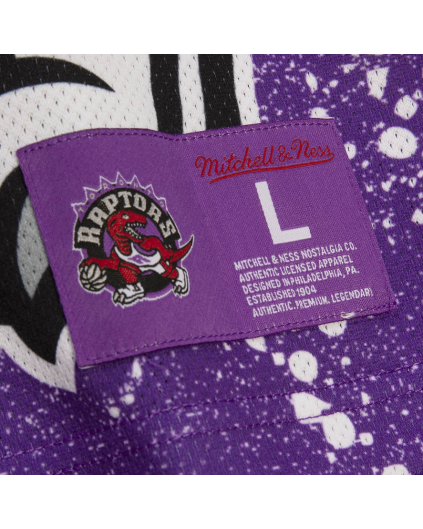 Mitchell & Ness
RAPTORS
L
MITCHELL & NESS NOSTALGIA CO.
AUTHENTIC LICENSED APPAREL
DESIGNED IN PHILADELPHIA, PA.
ESTABLISHED 1904
AUTHENTIC. PREMIUM. LEGENDARY